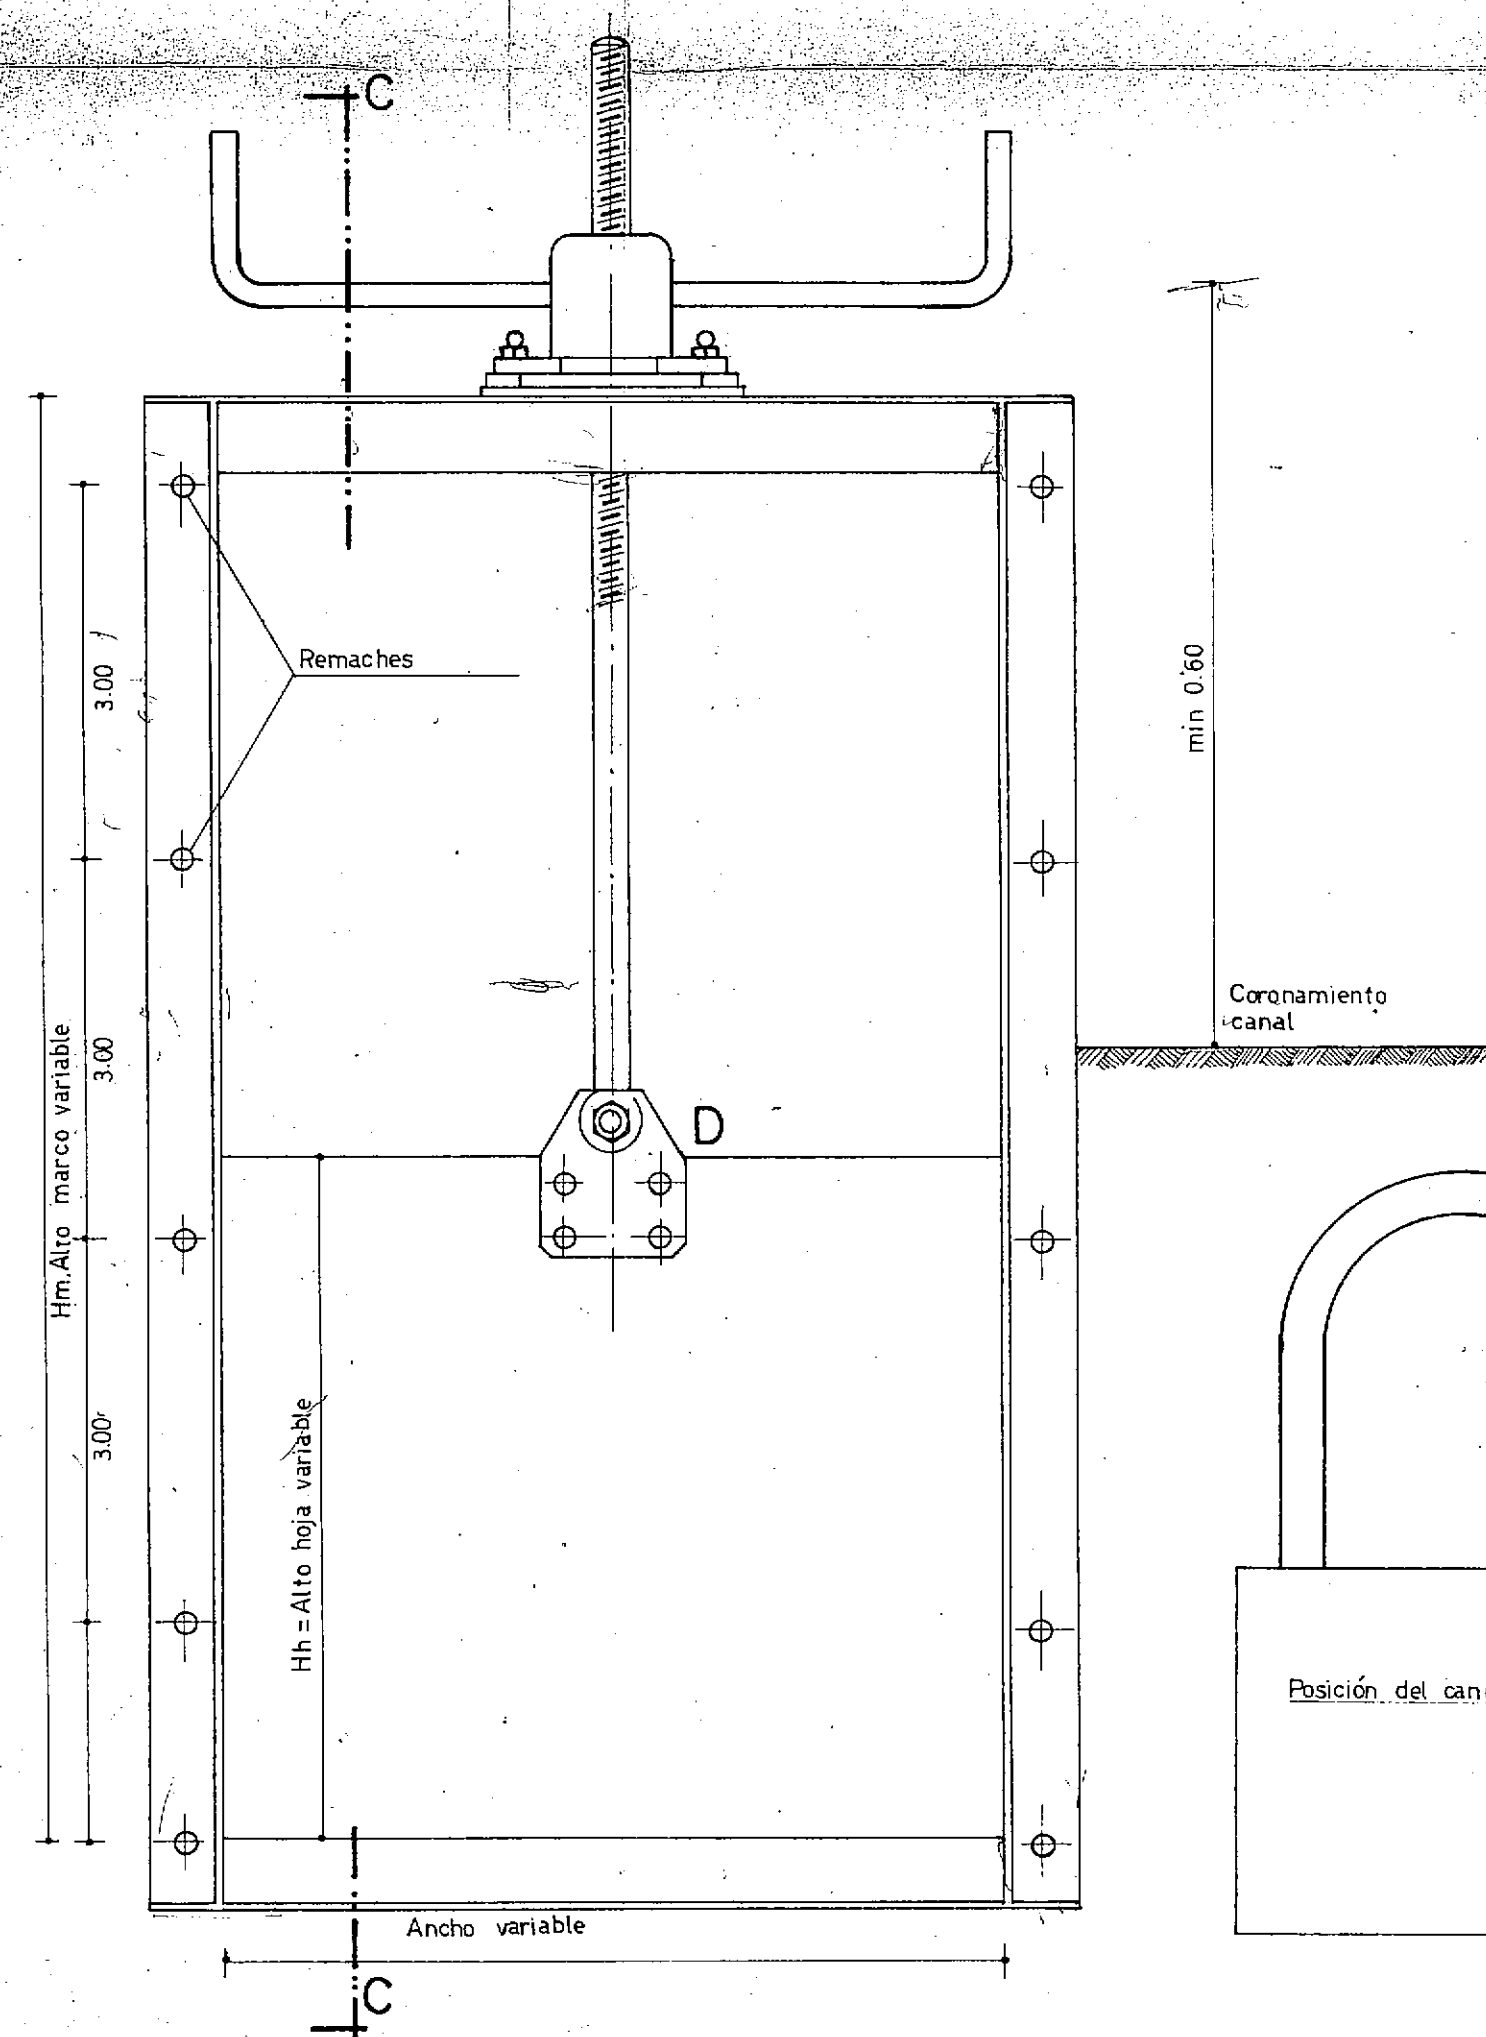 C
Remaches
3.00
min 0.60
Coronamiento
canal
3.00
Hm.Alto marco variable
D
3.00
Hh = Alto hoja variable
Posición del can
Ancho variable
C